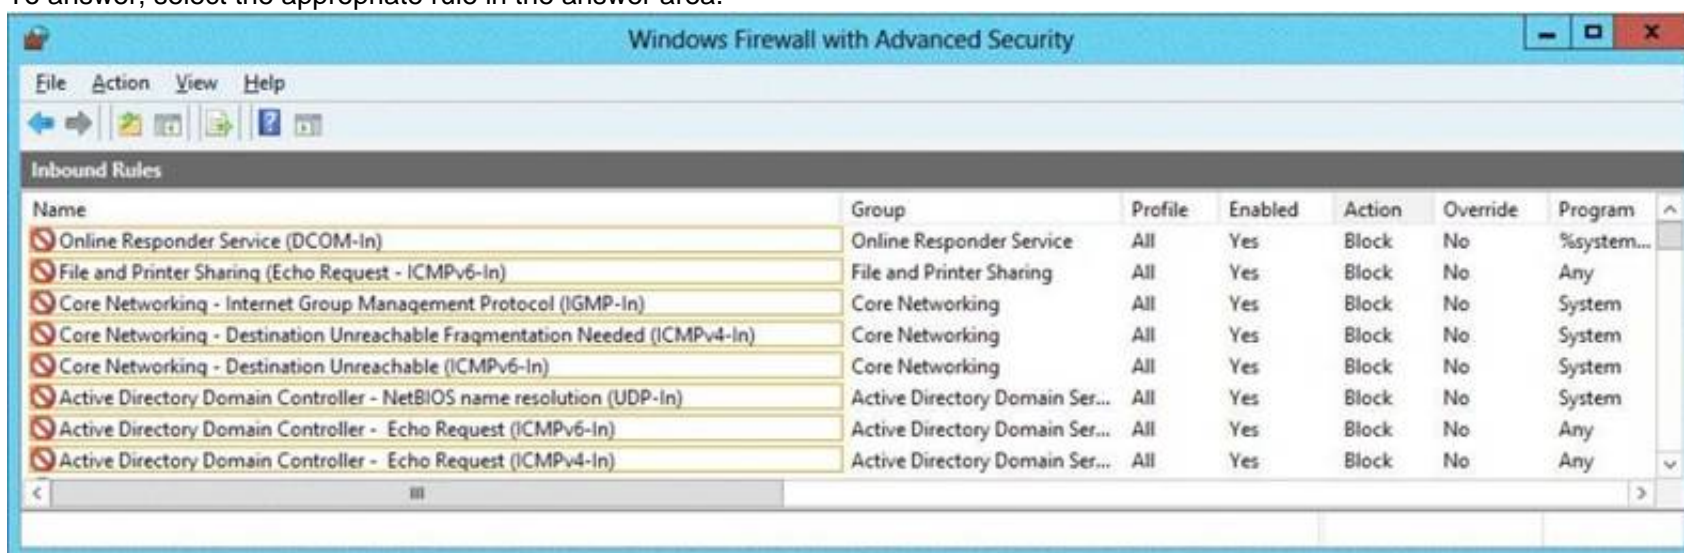 To answer, select the appropriate rule in the answer area.
Windows Firewall with Advanced Security
File Action View Help
Inbound Rules
Name Group Profile Enabled Action Override Program
Online Responder Service (DCOM-In) Online Responder Service All Yes Block No %system...
File and Printer Sharing (Echo Request - ICMPv6-In) File and Printer Sharing All Yes Block No Any
Core Networking - Internet Group Management Protocol (IGMP-In) Core Networking All Yes Block No System
Core Networking - Destination Unreachable Fragmentation Needed (ICMPv4-In) Core Networking All Yes Block No System
Core Networking - Destination Unreachable (ICMPv6-In) Core Networking All Yes Block No System
Active Directory Domain Controller - NetBIOS name resolution (UDP-In) Active Directory Domain Ser... All Yes Block No System
Active Directory Domain Controller - Echo Request (ICMPv6-In) Active Directory Domain Ser... All Yes Block No Any
Active Directory Domain Controller - Echo Request (ICMPv4-In) Active Directory Domain Ser... All Yes Block No Any